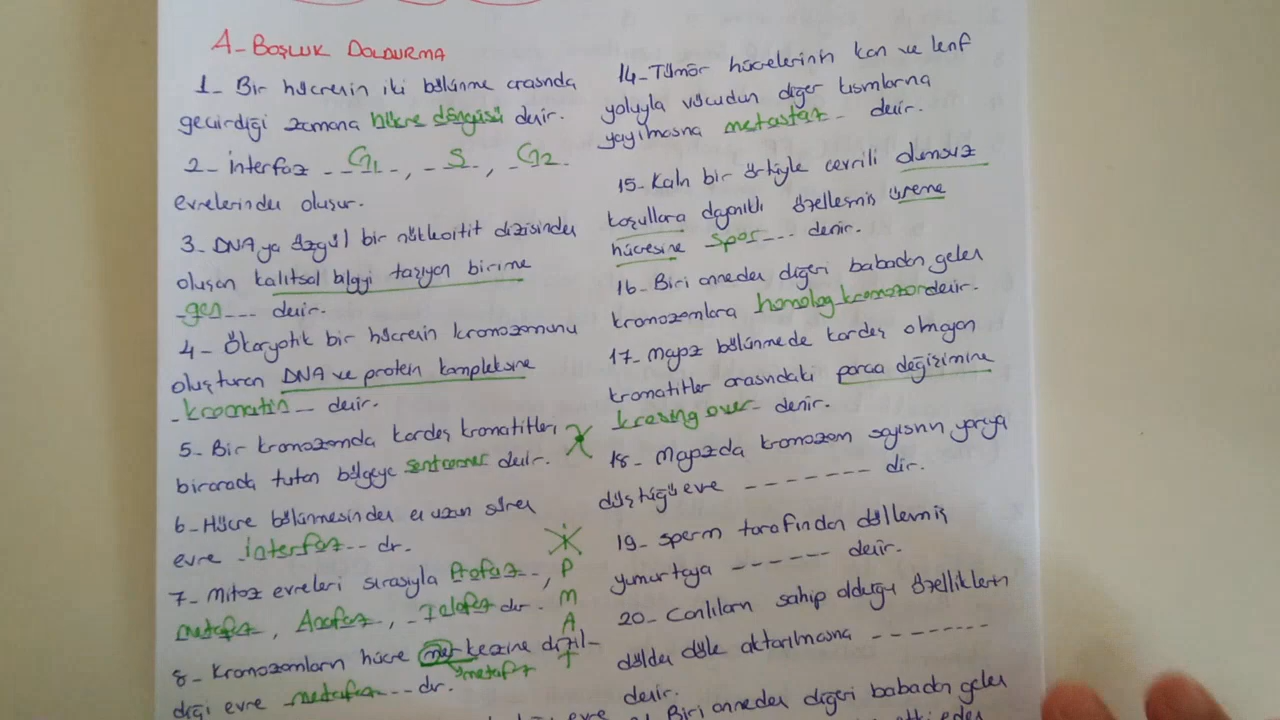 A- BOŞLUK DOLDURMA
1- Bir hücrenin iki bölünme arasında
geçirdiği zamana hücre döngüsü denir.
2- interfaz G1, S, G2
evrelerinden oluşur.
3- DNA ya özgül bir nükleoitit dizisinden
oluşan kalıtsal bilgiyi taşıyan birime
gen denir.
4- Ökaryotik bir hücrenin kromozomunu
oluşturan DNA ve protein kompleksine
kromatin denir.
5- Bir kromozomda kardeş kromatitleri
birarada tutan bölgeye sentromer denir.
6- Hücre bölünmesinden en uzun süren
evre interfaz dır.
7- Mitoz evreleri sırasıyla Profaz, P
metafaz, Anafaz, Telofaz dır. M
A
T
8- Kromozomların hücre merkezine dizil-
metafaz
diği evre metafaz dır.
14- Tümör hücrelerinin kan ve lenf
yoluyla vücudun diğer kısımlarına
yayılmasına metastaz denir.
15- Kalın bir örtüyle çevrili olumsuz
koşullara dayanıklı özelleşmiş üreme
hücresine spor denir.
16- Biri anneden diğeri babadan gelen
kromozomlara homolog kromozom denir.
17- Mayoz bölünmede kardeş olmayan
kromatitler arasındaki parça değişimine
krosing over denir.
18- Mayozda kromozom sayısının yarıya
düştüğü evre ------- dir.
19- sperm tarafından döllenmiş
yumurtaya ------ denir.
20- Canlıların sahip olduğu özelliklerin
dölden döle aktarılmasına --------
denir.
Biri anneden diğeri babadan gelen